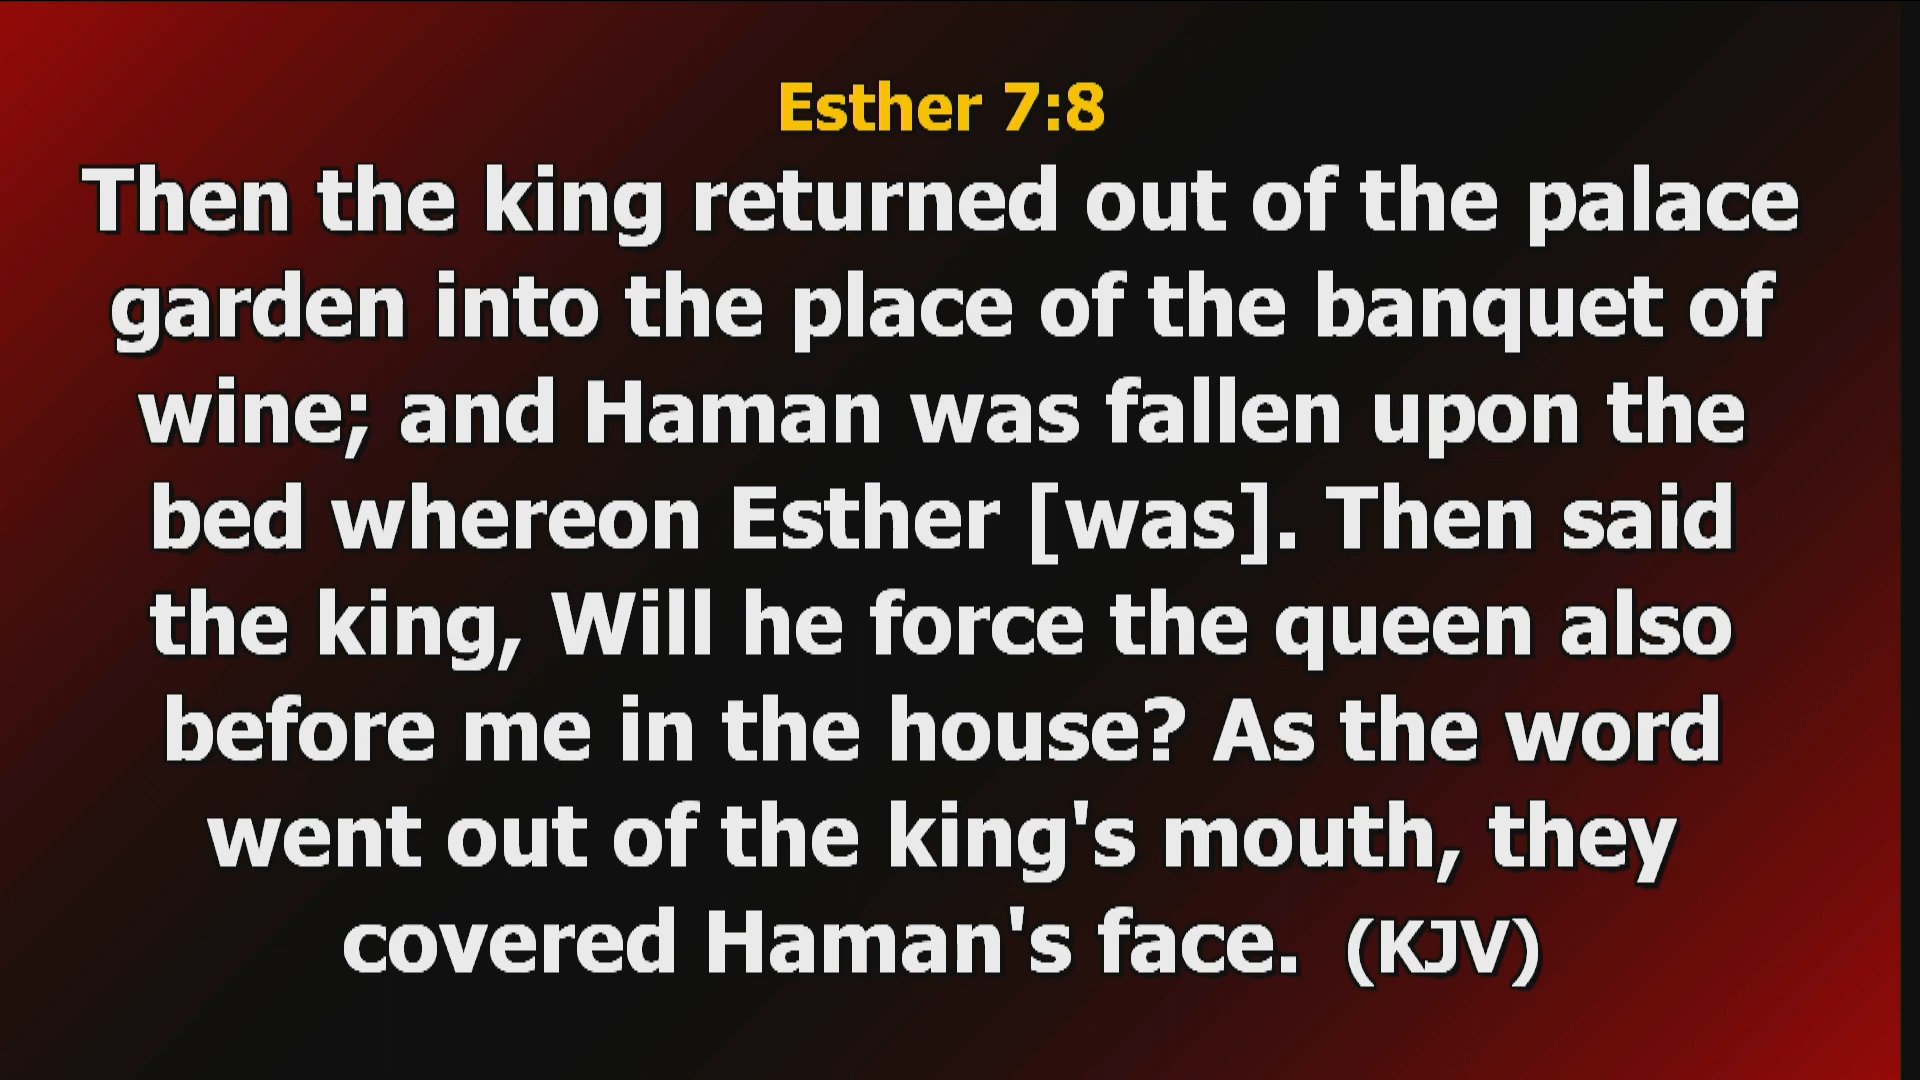 Esther 7:8
Then the king returned out of the palace
garden into the place of the banquet of
wine; and Haman was fallen upon the
bed whereon Esther [was]. Then said
the king, Will he force the queen also
before me in the house? As the word
went out of the king's mouth, they
covered Haman's face. (KJV)